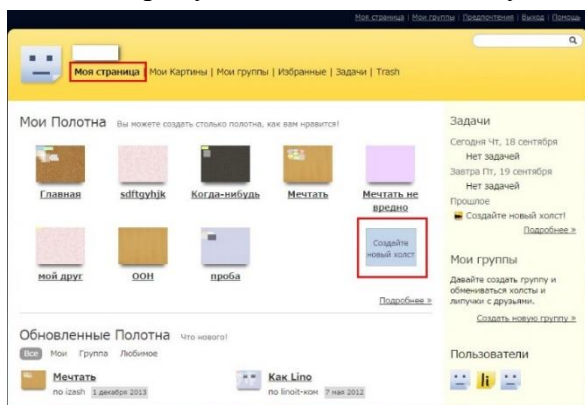 Моя страница | Мои группы | Предпочтения | Выход | Помощь
Моя страница | Мои Картины | Мои группы | Избранные | Задачи | Trash
Мои Полотна Вы можете создать столько полотна, как вам нравится!
Главная sdftgyhjk Когда-нибудь Мечтать Мечтать не вредно
Создайте новый холст
мой друг ООН проба
Подробнее »
Обновленные Полотна Что нового!
Все Мои Группа Любимое
Мечтать
по izash 1 декабря 2013
Как Lino
по linoit-ком 7 мая 2012
Задачи
Сегодня Чт, 18 сентября
Нет задачей
Завтра Пт, 19 сентября
Нет задачей
Прошлое
Создайте новый холст!
Подробнее »
Мои группы
Давайте создать группу и
обмениваться холсты и
липучки с друзьями.
Создать новую группу »
Пользователи
li